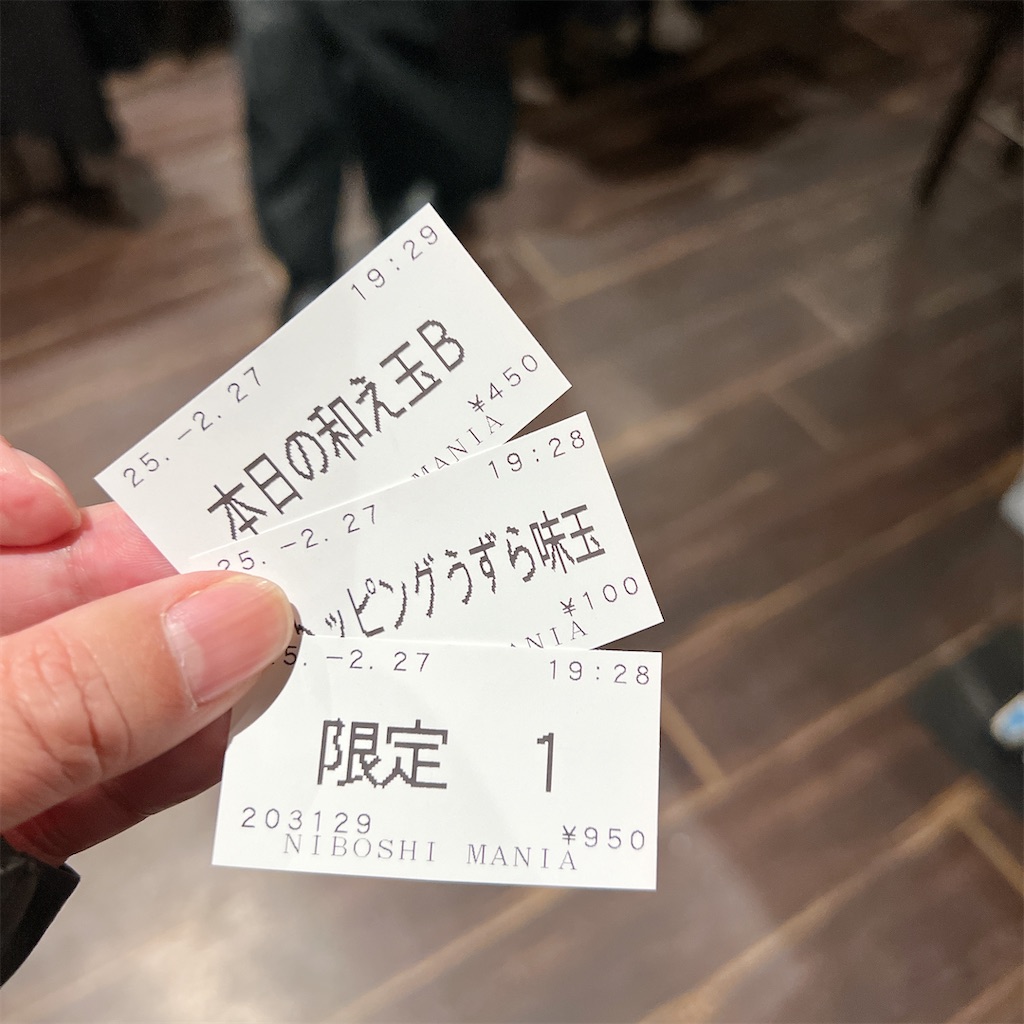 25.-2.27 19:29
本日の和え玉B
¥450
MANIA
25.-2.27 19:28
ッピングうずら味玉
¥100
ANIA
5.-2.27 19:28
限定 1
203129 ¥950
NIBOSHI MANIA